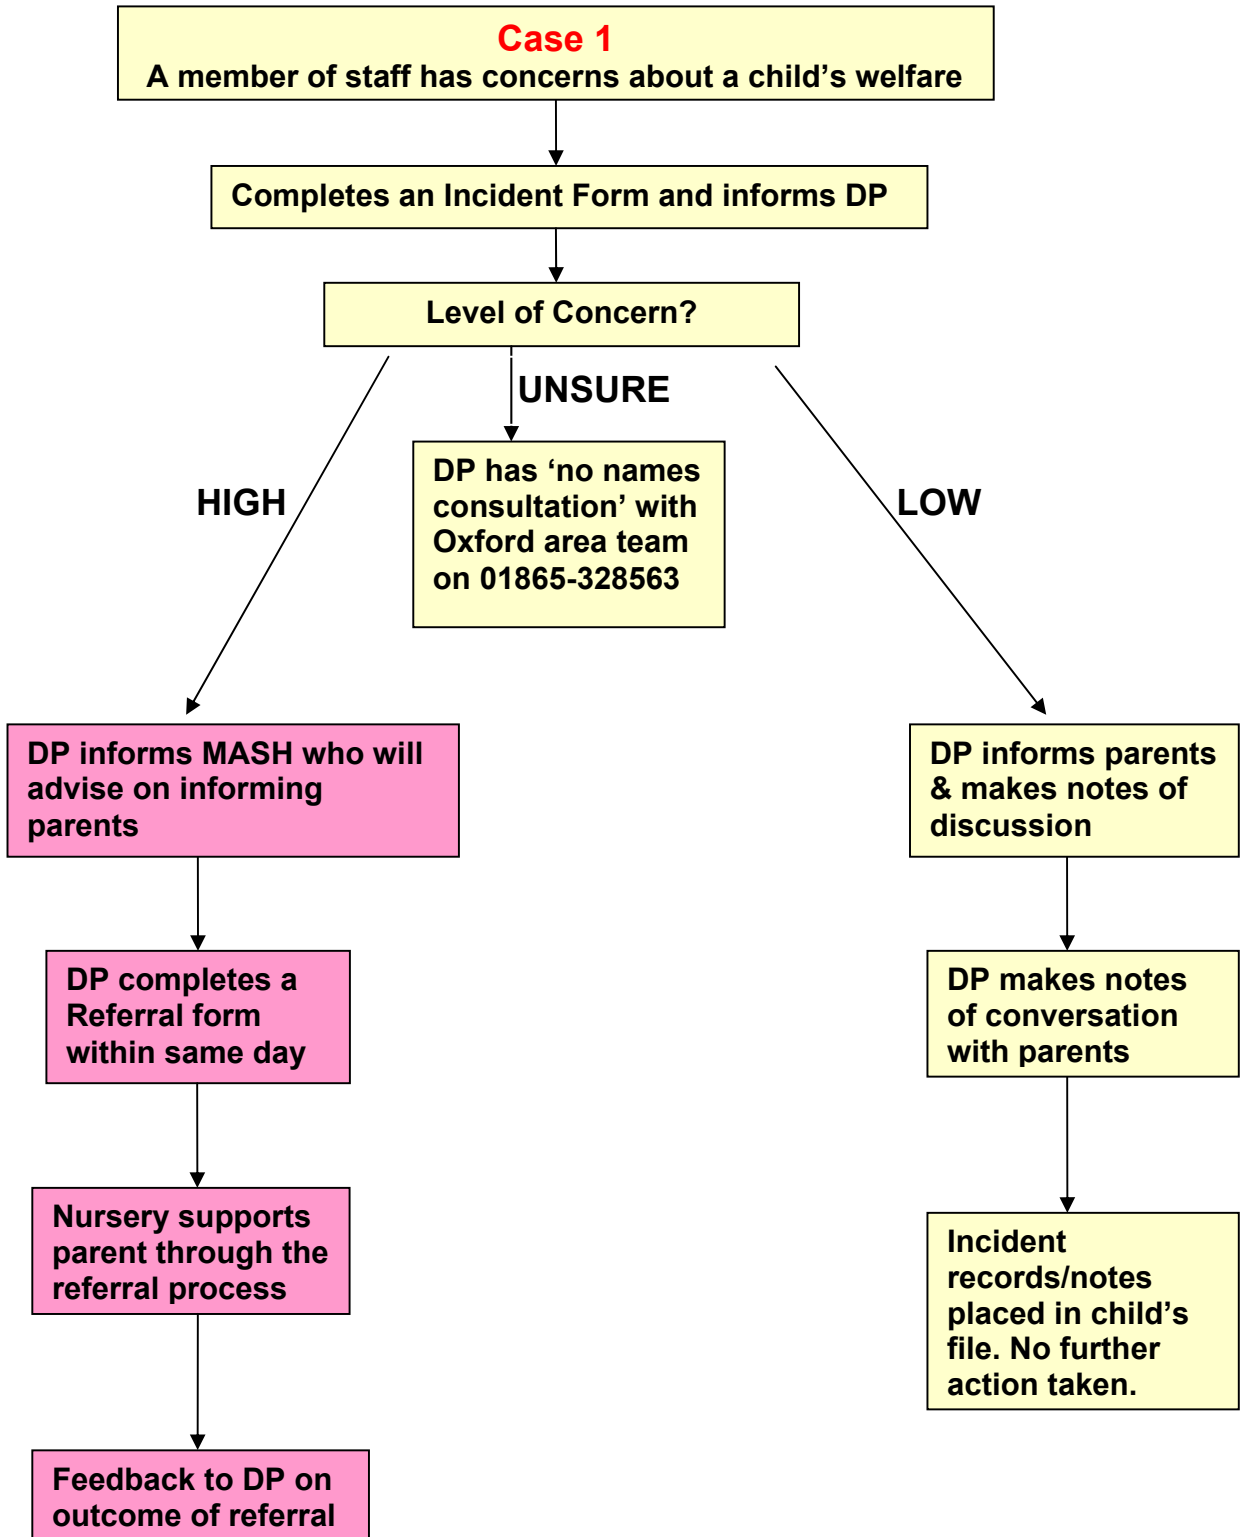 Case 1
A member of staff has concerns about a child’s welfare
Completes an Incident Form and informs DP
Level of Concern?
UNSURE
HIGH
LOW
DP has ‘no names
consultation’ with
Oxford area team
on 01865-328563
DP informs MASH who will
advise on informing
parents
DP informs parents
& makes notes of
discussion
DP completes a
Referral form
within same day
DP makes notes
of conversation
with parents
Nursery supports
parent through the
referral process
Incident
records/notes
placed in child’s
file. No further
action taken.
Feedback to DP on
outcome of referral